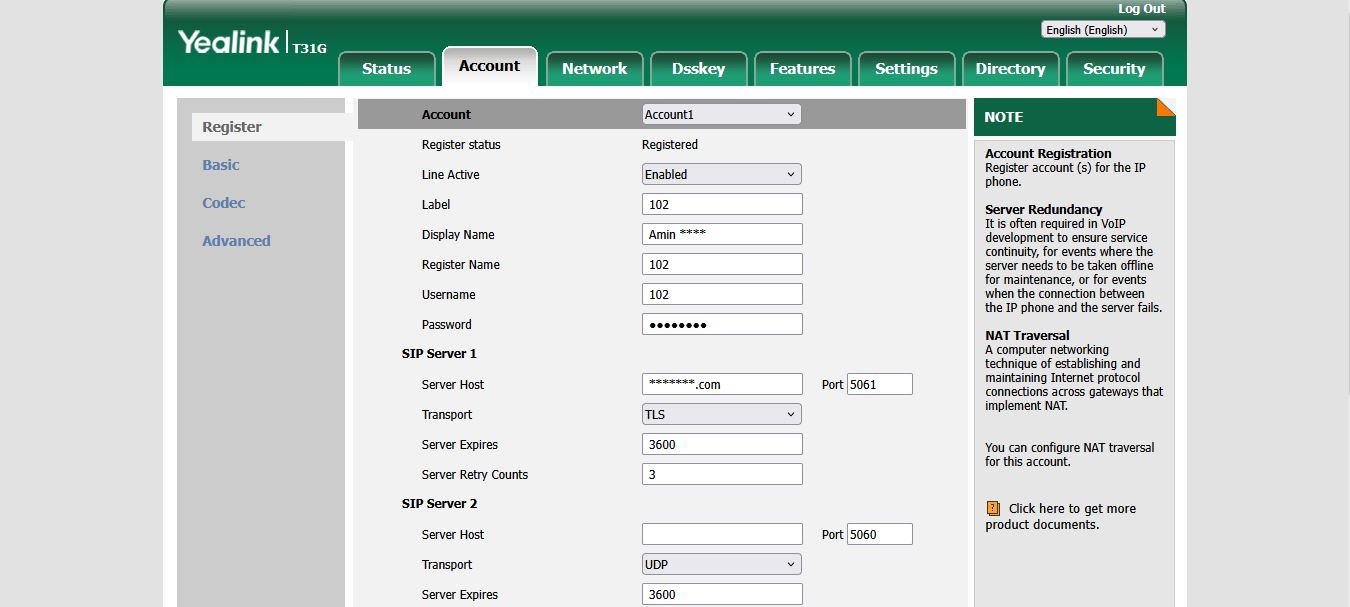 Log Out
English (English)
Yealink T31G
Status Account Network Dsskey Features Settings Directory Security
Register
Basic
Codec
Advanced
Account Account1
Register status Registered
Line Active Enabled
Label 102
Display Name Amin ****
Register Name 102
Username 102
Password ●●●●●●●●
SIP Server 1
Server Host *******.com Port 5061
Transport TLS
Server Expires 3600
Server Retry Counts 3
SIP Server 2
Server Host Port 5060
Transport UDP
Server Expires 3600
NOTE
Account Registration
Register account (s) for the IP
phone.
Server Redundancy
It is often required in VoIP
development to ensure service
continuity, for events where the
server needs to be taken offline
for maintenance, or for events
when the connection between
the IP phone and the server fails.
NAT Traversal
A computer networking
technique of establishing and
maintaining Internet protocol
connections across gateways that
implement NAT.
You can configure NAT traversal
for this account.
? Click here to get more
product documents.